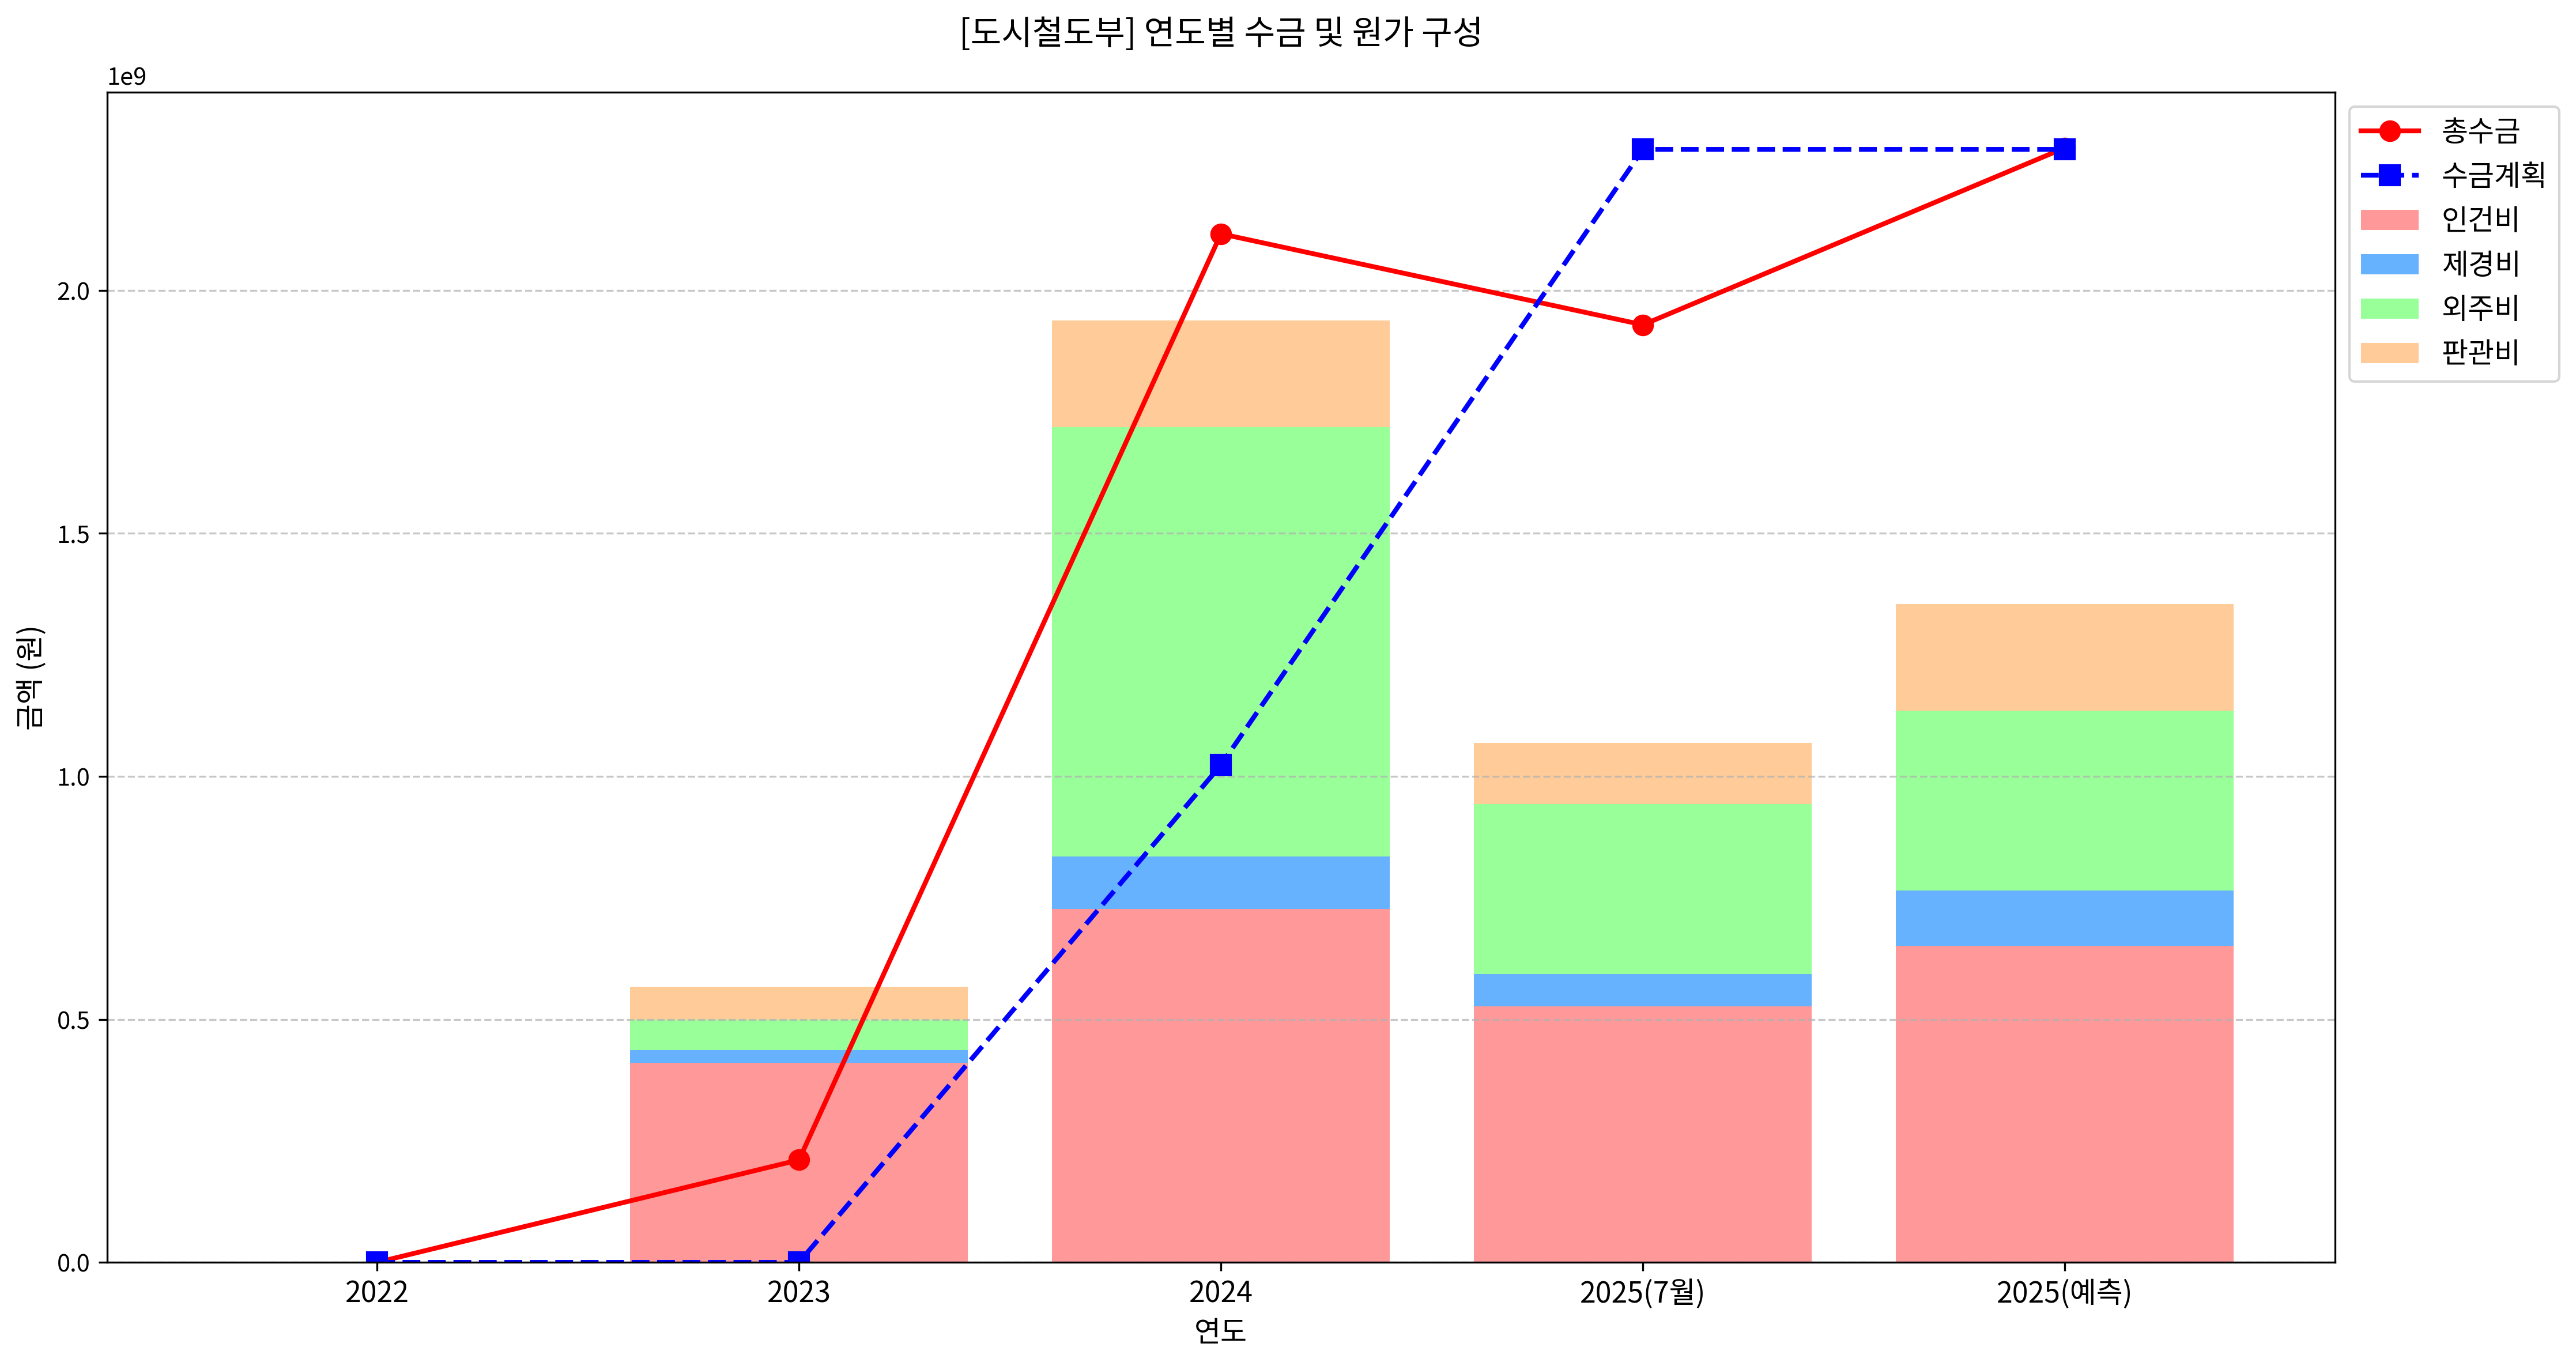 [도시철도부] 연도별 수금 및 원가 구성
1e9
총수금
수금계획
인건비
제경비
외주비
판관비
금액 (원)
2.0
1.5
1.0
0.5
0.0
2022
2023
2024
2025(7월)
2025(예측)
연도